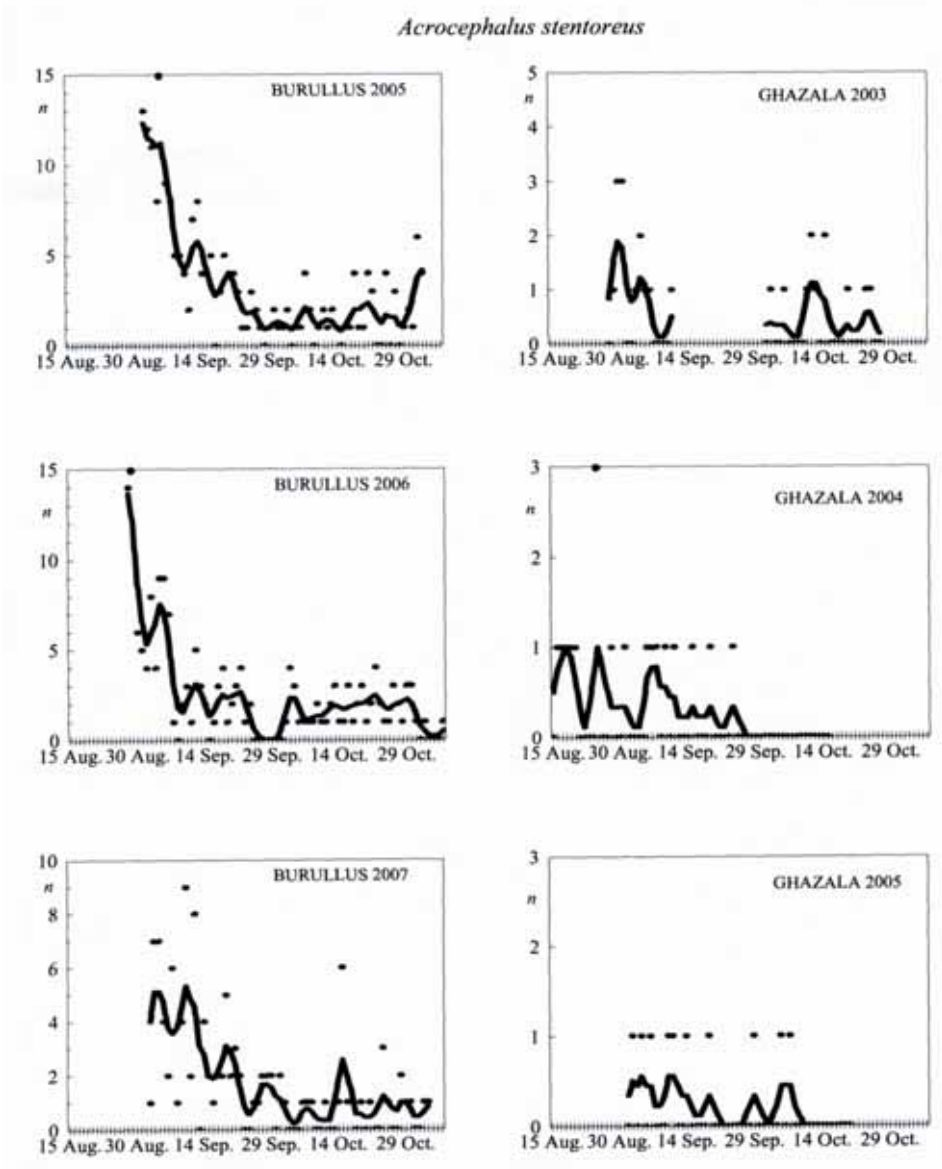 Acrocephalus stentoreus
BURULLUS 2005
n
15
10
5
0
15 Aug. 30 Aug. 14 Sep. 29 Sep. 14 Oct. 29 Oct.
GHAZALA 2003
n
5
4
3
2
1
0
15 Aug. 30 Aug. 14 Sep. 29 Sep. 14 Oct. 29 Oct.
BURULLUS 2006
n
15
10
5
0
15 Aug. 30 Aug. 14 Sep. 29 Sep. 14 Oct. 29 Oct.
GHAZALA 2004
n
3
2
1
0
15 Aug. 30 Aug. 14 Sep. 29 Sep. 14 Oct. 29 Oct.
BURULLUS 2007
n
10
8
6
4
2
0
15 Aug. 30 Aug. 14 Sep. 29 Sep. 14 Oct. 29 Oct.
GHAZALA 2005
n
3
2
1
0
15 Aug. 30 Aug. 14 Sep. 29 Sep. 14 Oct. 29 Oct.